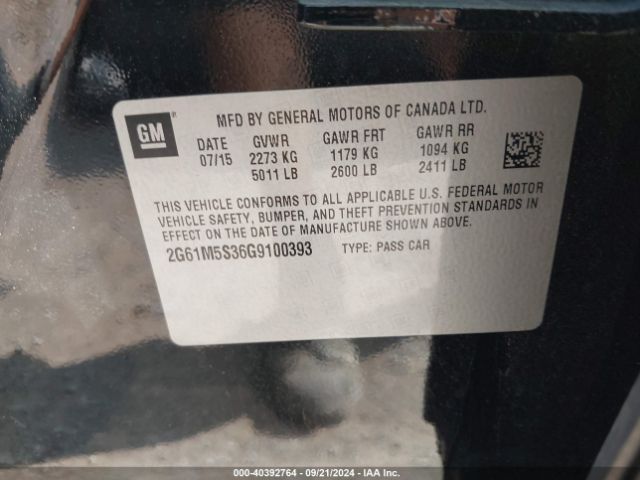 GM
MFD BY GENERAL MOTORS OF CANADA LTD.
DATE GVWR GAWR FRT GAWR RR
07/15 2273 KG 1179 KG 1094 KG
5011 LB 2600 LB 2411 LB
THIS VEHICLE CONFORMS TO ALL APPLICABLE U.S. FEDERAL MOTOR
VEHICLE SAFETY, BUMPER, AND THEFT PREVENTION STANDARDS IN
EFFECT ON THE DATE OF MANUFACTURE SHOWN ABOVE.
2G61M5S36G9100393 TYPE: PASS CAR
000-40392764 - 09/21/2024 - IAA Inc.